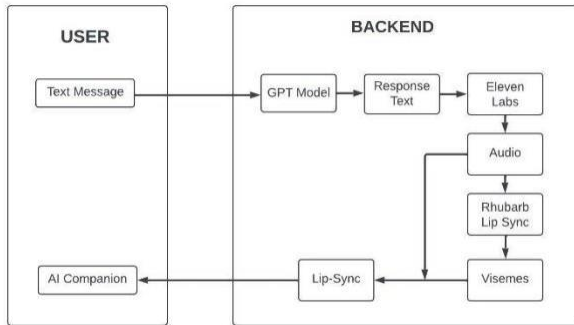 USER
BACKEND
Text Message
GPT Model
Response
Text
Eleven
Labs
Audio
Rhubarb
Lip Sync
AI Companion
Lip-Sync
Visemes